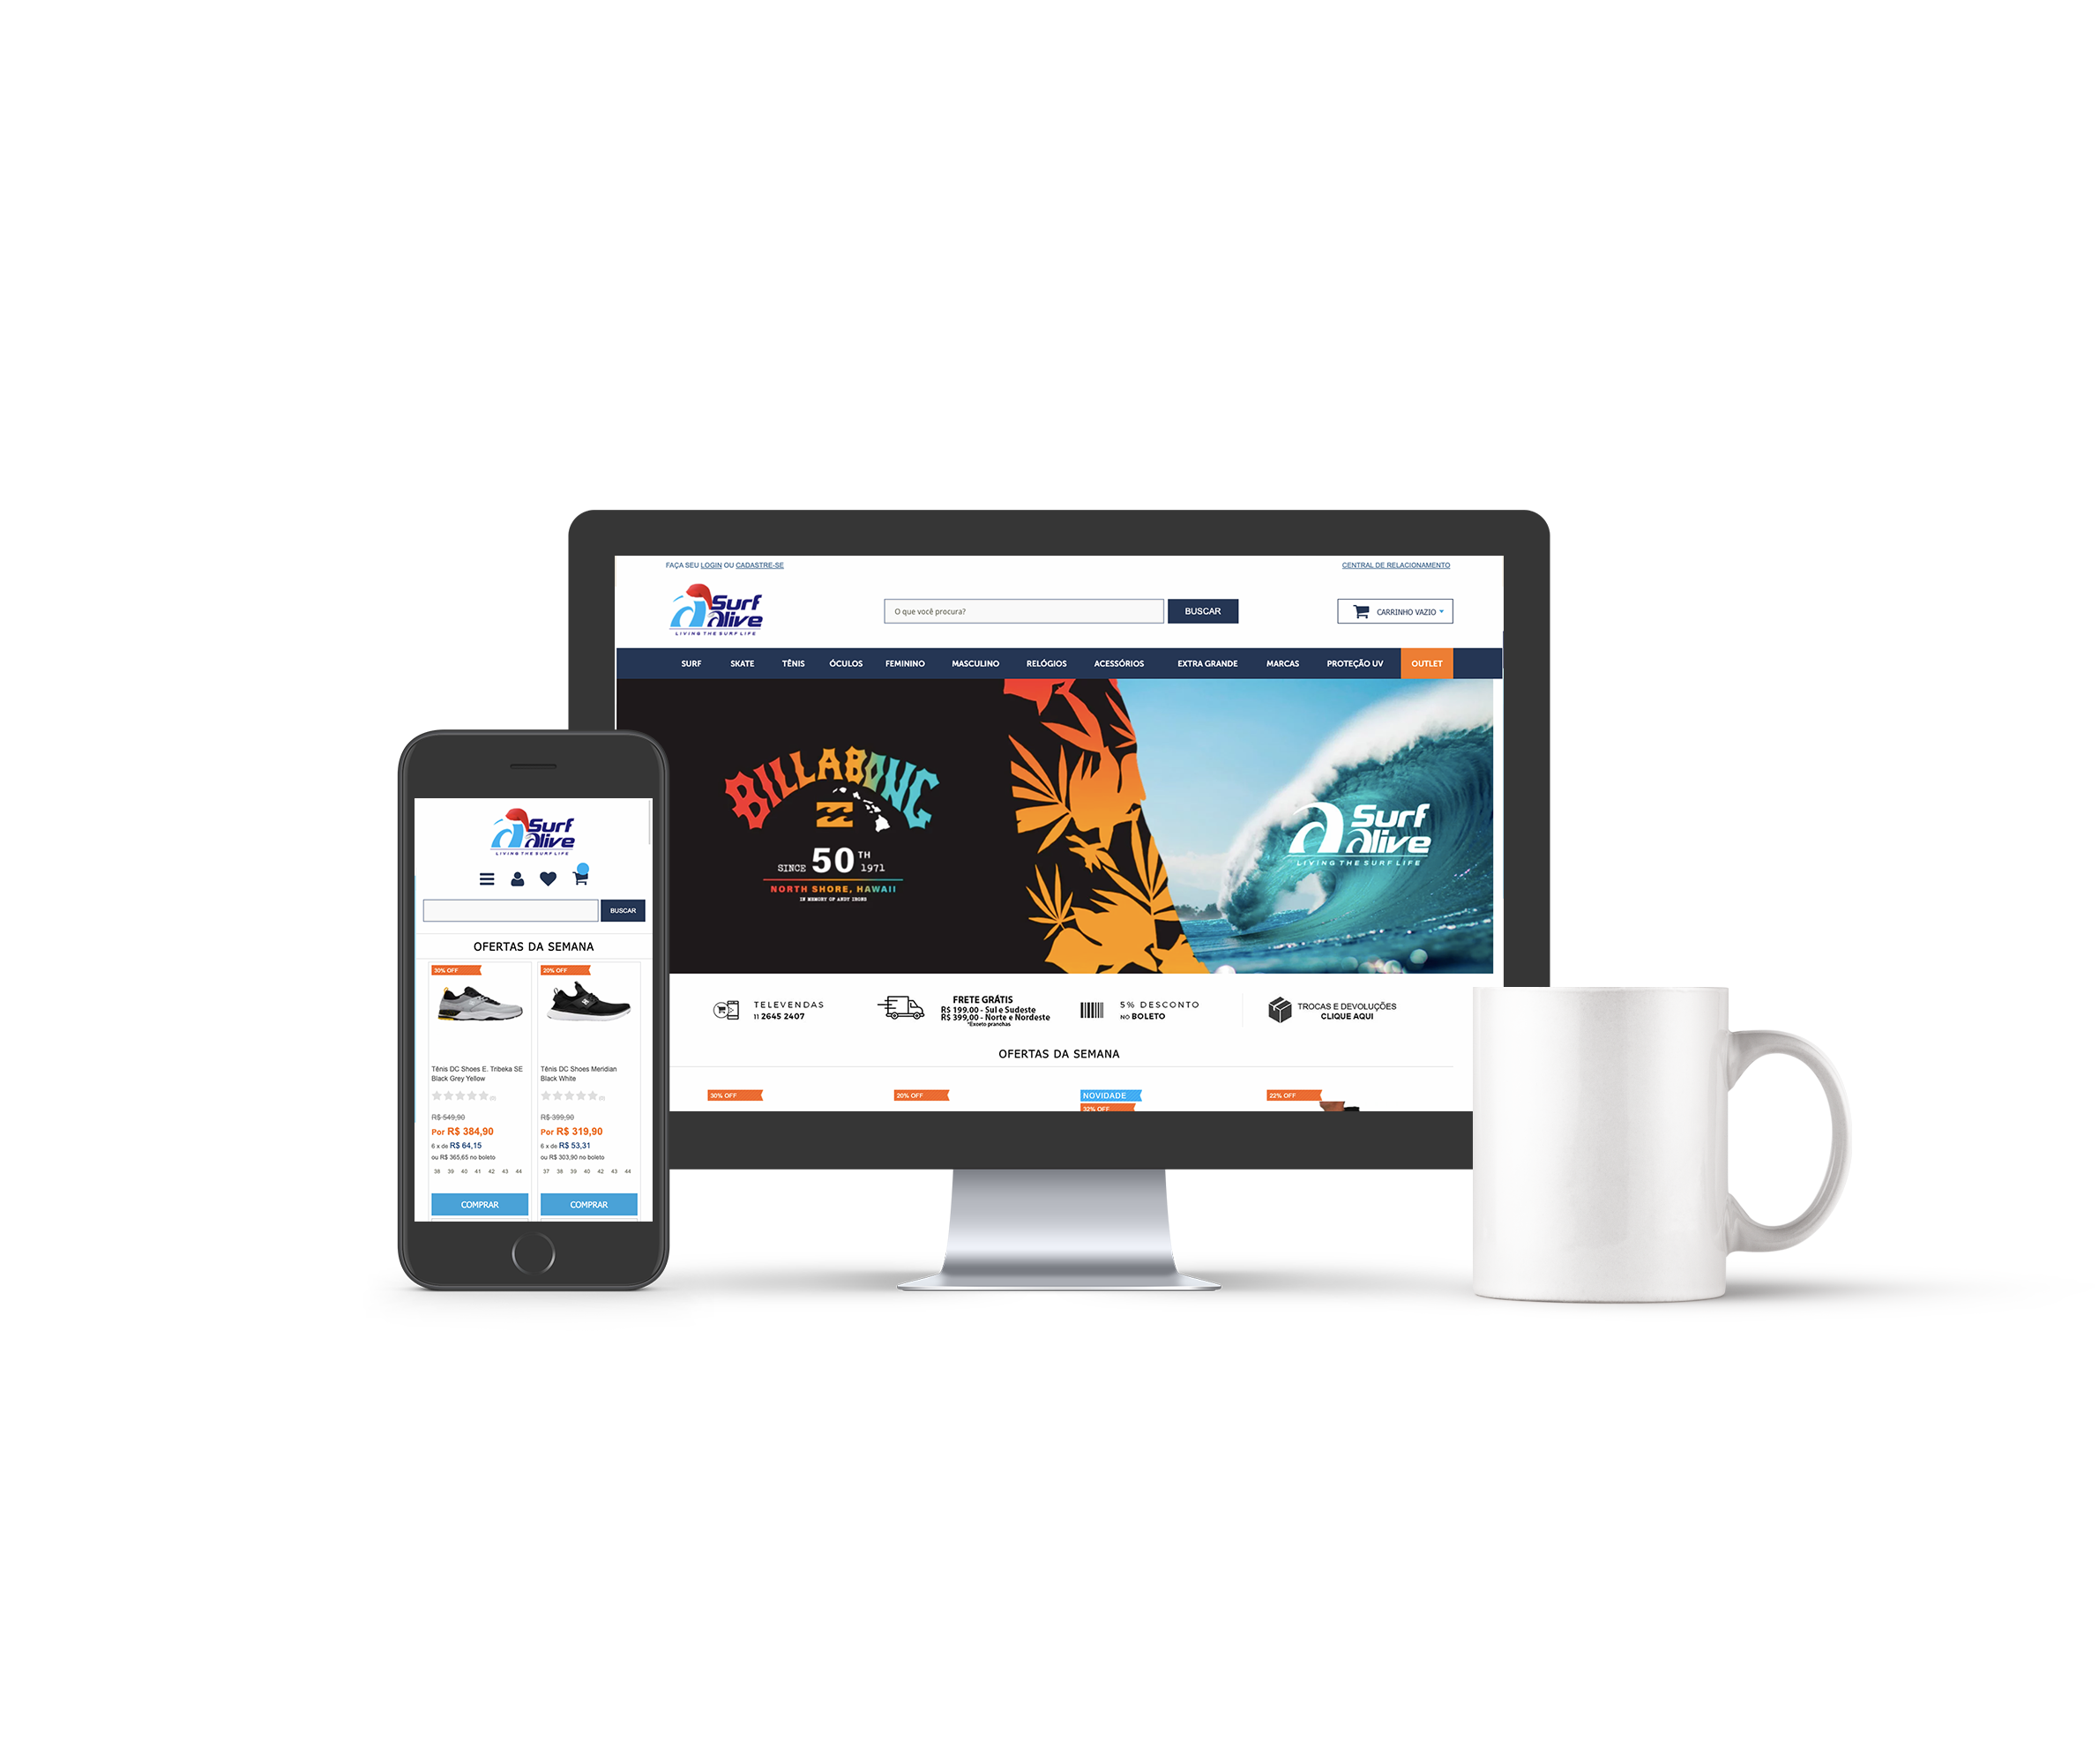 FAÇA SEU LOGIN OU CADASTRE-SE
CENTRAL DE RELACIONAMENTO
Surf
alive
LIVING THE SURF LIFE
O que você procura?
BUSCAR
CARRINHO VAZIO
SURF SKATE TÊNIS ÓCULOS FEMININO MASCULINO RELÓGIOS ACESSÓRIOS EXTRA GRANDE MARCAS PROTEÇÃO UV OUTLET
BILLABONG
SINCE 50TH 1971
NORTH SHORE, HAWAII
IN MEMORY OF ANDY IRONS
Surf
alive
LIVING THE SURF LIFE
TELEVENDAS
11 2645 2407
FRETE GRÁTIS
R$ 199,00 - Sul e Sudeste
R$ 399,00 - Norte e Nordeste
*Exceto pranchas
5% DESCONTO
NO BOLETO
TROCAS E DEVOLUÇÕES
CLIQUE AQUI
OFERTAS DA SEMANA
30% OFF
20% OFF
NOVIDADE
32% OFF
22% OFF
Surf
alive
LIVING THE SURF LIFE
BUSCAR
OFERTAS DA SEMANA
30% OFF
Tênis DC Shoes E. Tribeka SE
Black Grey Yellow
(0)
R$ 549,90
Por R$ 384,90
6 x de R$ 64,15
ou R$ 365,65 no boleto
38 39 40 41 42 43 44
COMPRAR
20% OFF
Tênis DC Shoes Meridian
Black White
(0)
R$ 399,90
Por R$ 319,90
6 x de R$ 53,31
ou R$ 303,90 no boleto
37 38 39 40 42 43 44
COMPRAR